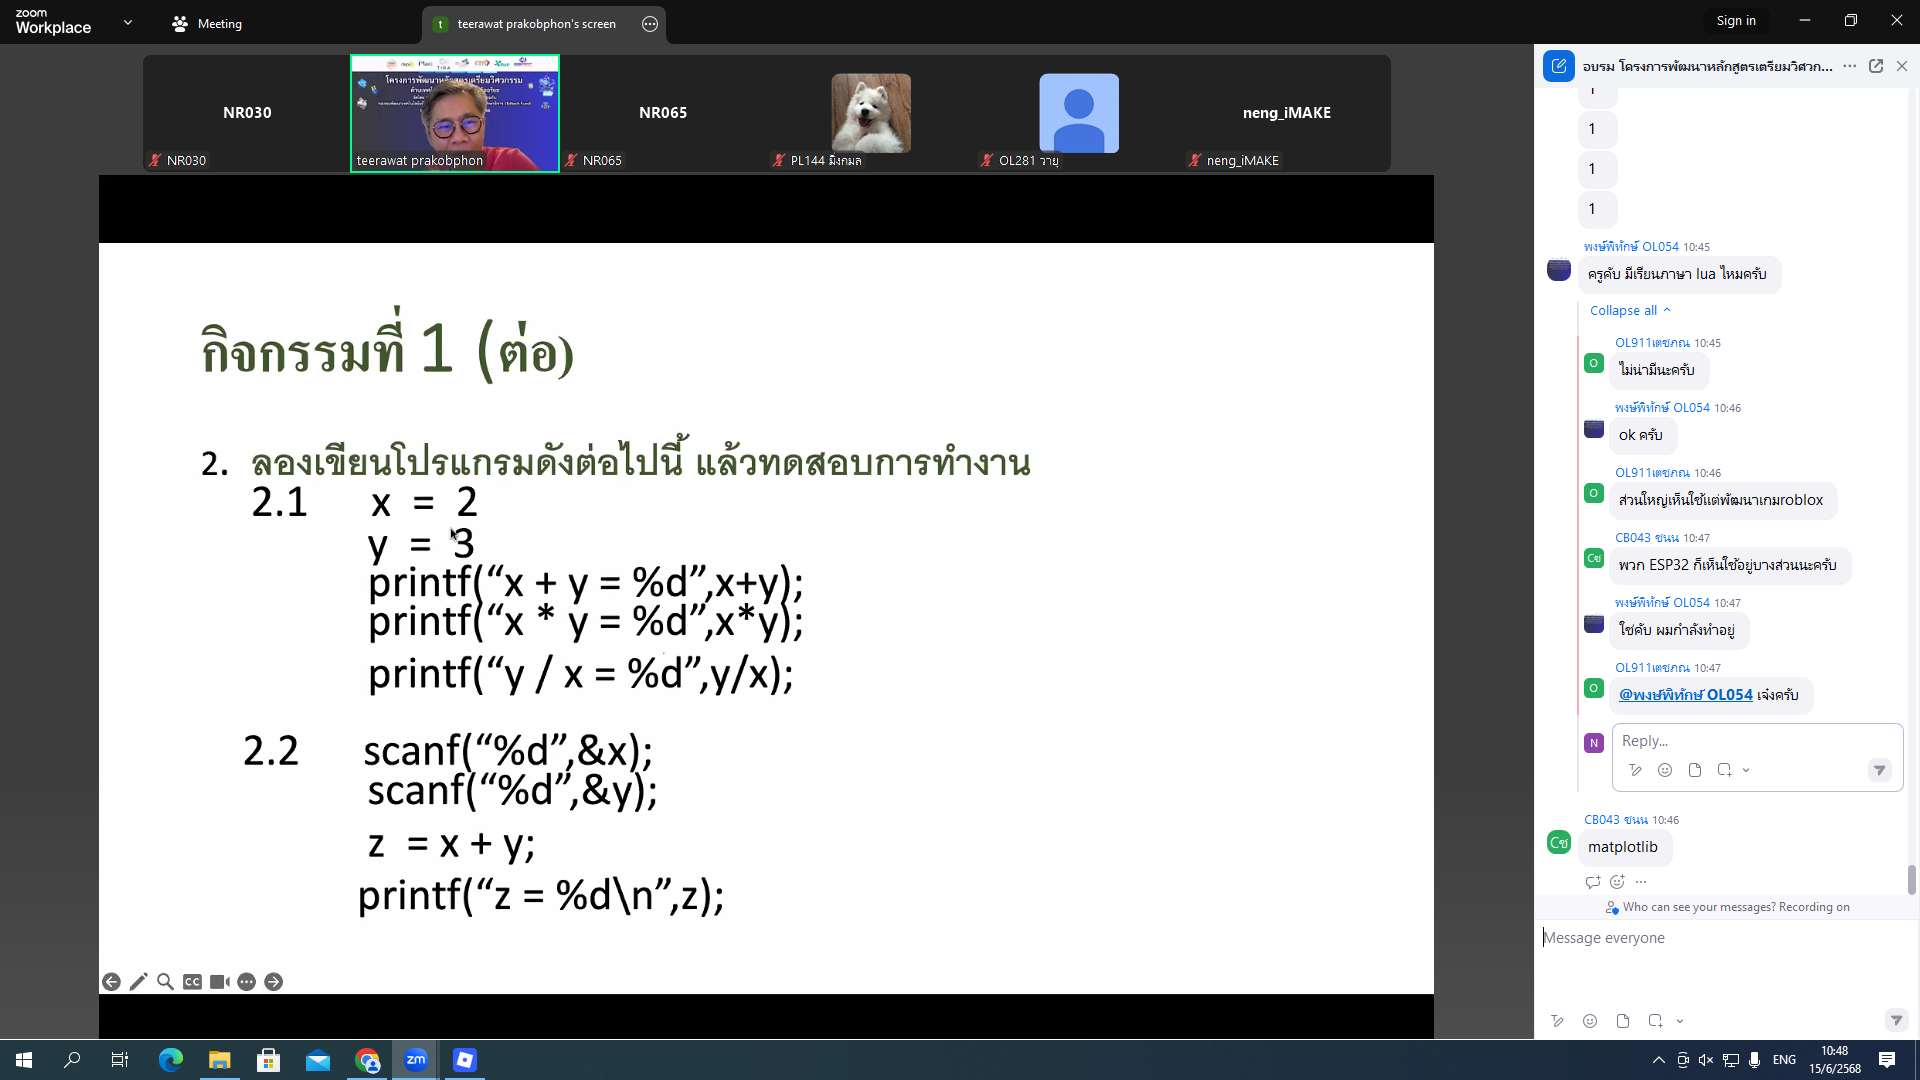 zoom
Workplace
Meeting
t teerawat prakobphon's screen
Sign in
NR030
NR030
teerawat prakobphon
NR065
NR065
PL144 มิ่งกมล
OL281 วายุ
neng_iMAKE
neng_iMAKE
กิจกรรมที่ 1 (ต่อ)
2. ลองเขียนโปรแกรมดังต่อไปนี้ แล้วทดสอบการทำงาน
2.1 x = 2
y = 3
printf(“x + y = %d”,x+y);
printf(“x * y = %d”,x*y);
printf(“y / x = %d”,y/x);
2.2 scanf(“%d”,&x);
scanf(“%d”,&y);
z = x + y;
printf(“z = %d\n”,z);
อบรม โครงการพัฒนาหลักสูตรเตรียมวิศวก...
1
1
1
1
พงษ์พิทักษ์ OL054 10:45
ครูคับ มีเรียนภาษา lua ไหมครับ
Collapse all
OL911เตชภณ 10:45
O ไม่น่ามีนะครับ
พงษ์พิทักษ์ OL054 10:46
ok ครับ
OL911เตชภณ 10:46
O ส่วนใหญ่เห็นใช้แต่พัฒนาเกมroblox
CB043 ชนน 10:47
Cช พวก ESP32 ก็เห็นใช้อยู่บางส่วนนะครับ
พงษ์พิทักษ์ OL054 10:47
ใช่คับ ผมกำลังทำอยู่
OL911เตชภณ 10:47
O @พงษ์พิทักษ์ OL054 เจ๋งครับ
N Reply...
CB043 ชนน 10:46
Cช matplotlib
Who can see your messages? Recording on
Message everyone
CC
zm
ENG
10:48
15/6/2568